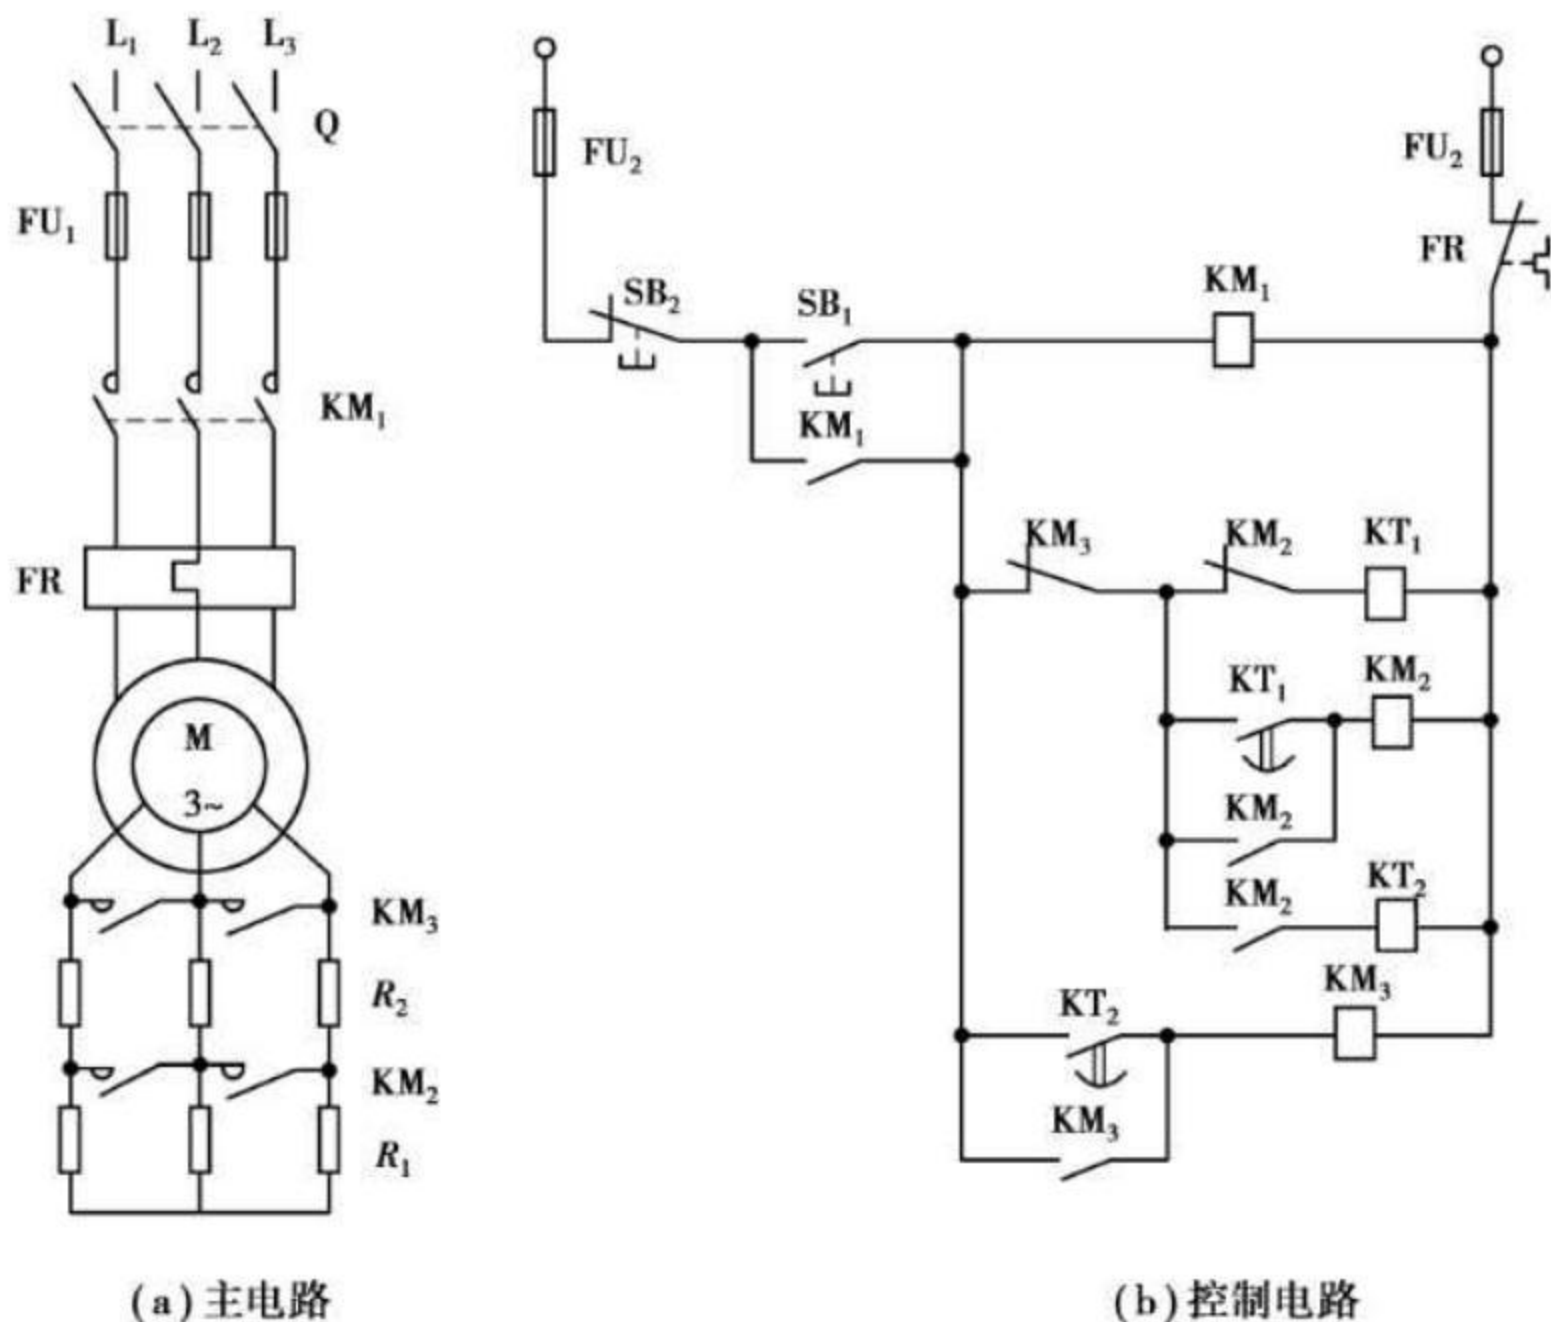 L₁ L₂ L₃
Q
FU₁
KM₁
FR
M
3~
KM₃
R₂
KM₂
R₁
(a)主电路
FU₂
FU₂
FR
SB₂
SB₁
KM₁
KM₁
KM₃
KM₂
KT₁
KT₁
KM₂
KM₂
KM₂
KT₂
KT₂
KM₃
KM₃
(b)控制电路